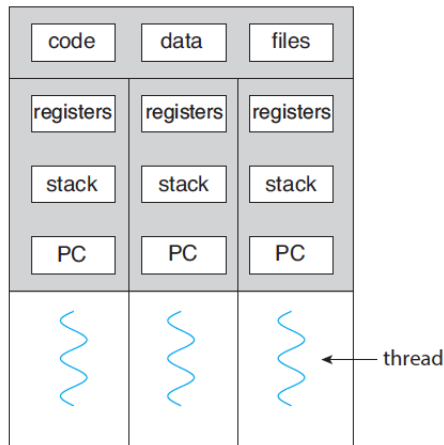 code data files
registers registers registers
stack stack stack
PC PC PC
thread